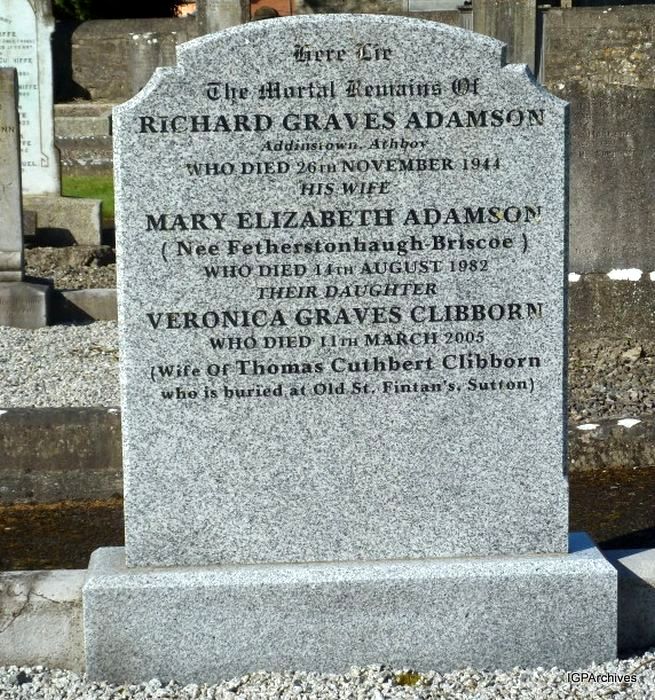 Here Lie
The Mortal Remains Of
RICHARD GRAVES ADAMSON
Addinstown, Athboy
WHO DIED 26TH NOVEMBER 1944
HIS WIFE
MARY ELIZABETH ADAMSON
( Nee Fetherstonhaugh-Briscoe )
WHO DIED 14TH AUGUST 1982
THEIR DAUGHTER
VERONICA GRAVES CLIBBORN
WHO DIED 11TH MARCH 2005
(Wife Of Thomas Cuthbert Clibborn
who is buried at Old St. Fintan's, Sutton)
IGPArchives